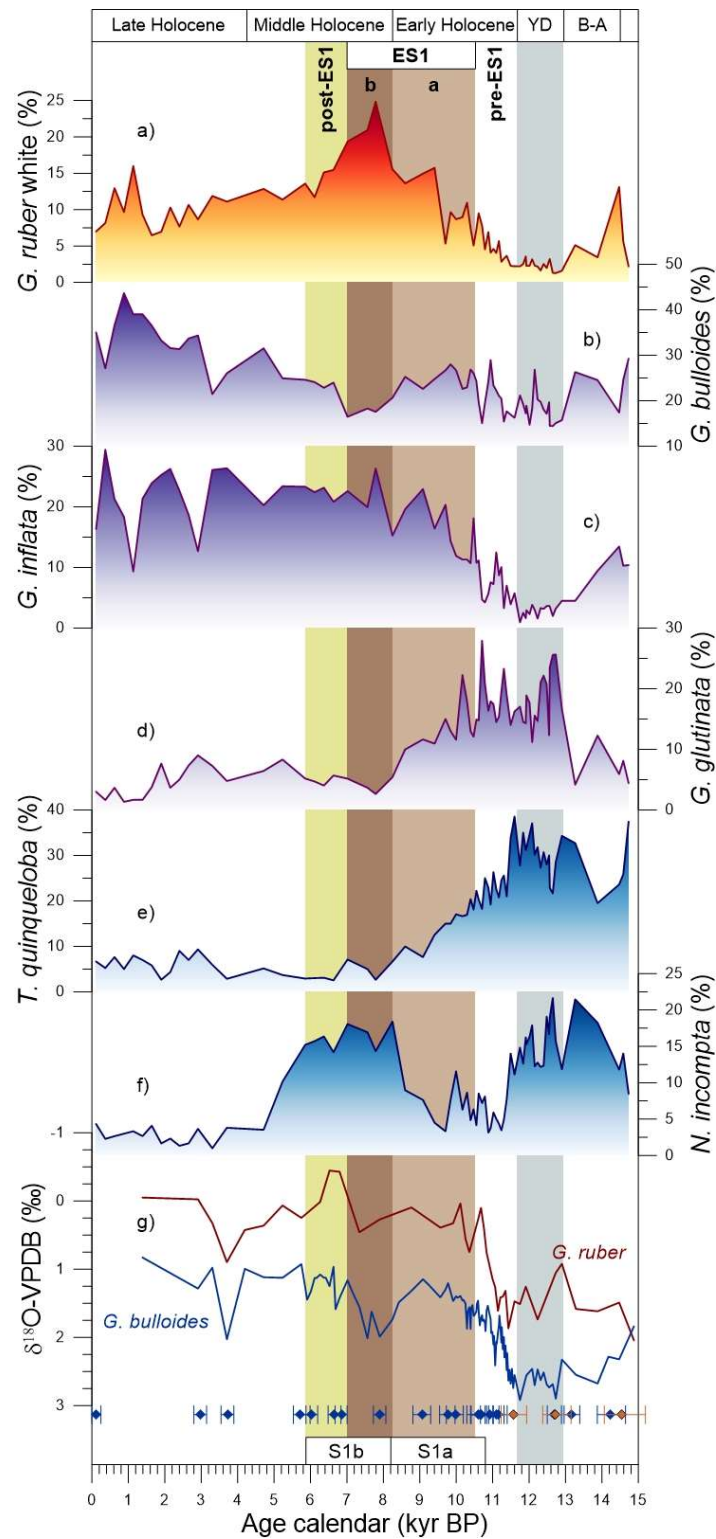 Late Holocene Middle Holocene Early Holocene YD B-A
ES1
post-ES1 b a pre-ES1
a)
G. ruber white (%)
25
20
15
10
5
0
b)
G. bulloides (%)
50
40
30
20
10
c)
G. inflata (%)
30
20
10
0
d)
G. glutinata (%)
30
20
10
0
e)
T. quinqueloba (%)
40
30
20
10
0
f)
N. incompta (%)
25
20
15
10
5
0
g)
δ18O-VPDB (‰)
-1
0
1
2
3
G. ruber
G. bulloides
S1b S1a
0 1 2 3 4 5 6 7 8 9 10 11 12 13 14 15
Age calendar (kyr BP)